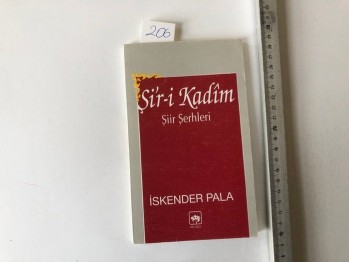 206
Şi'r-i Kadîm
Şiir Şerhleri
İSKENDER PALA